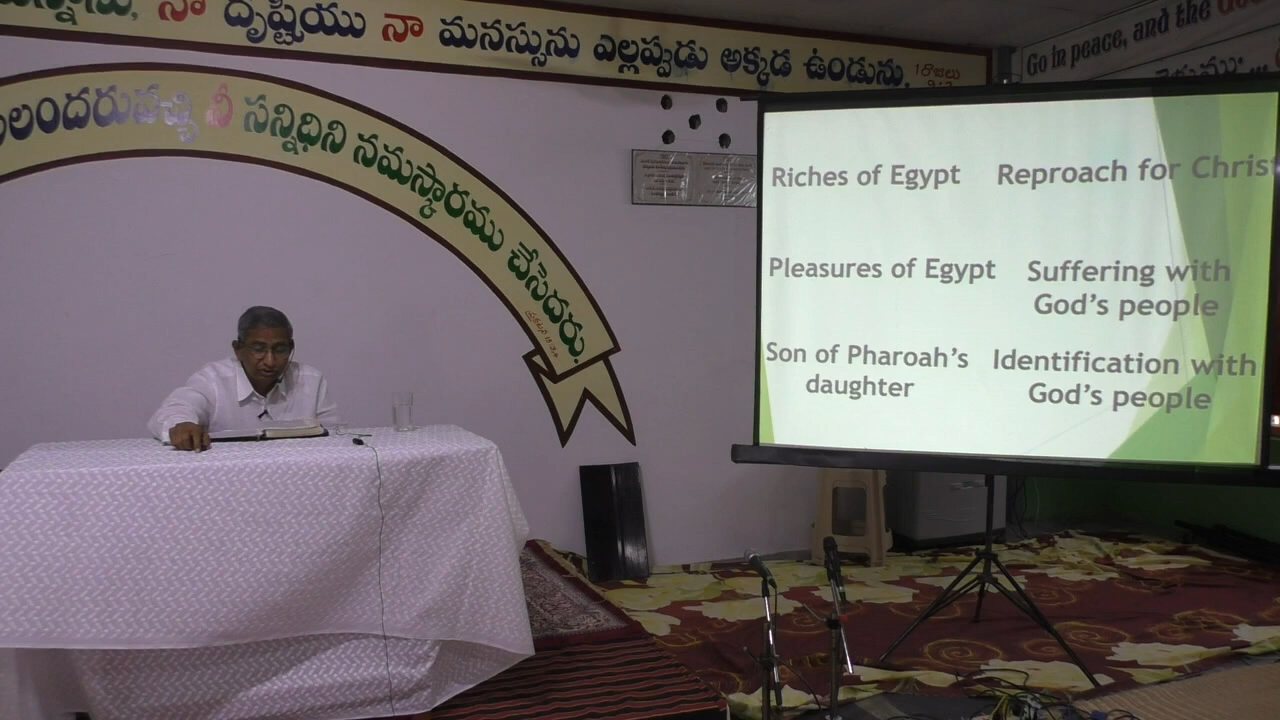 నా దృష్టియు నా మనస్సును ఎల్లప్పుడు అక్కడ ఉండును.
Go in peace, and the
నీ సన్నిధిని నమస్కారము చేసెదరు.
Riches of Egypt
Reproach for Christ
Pleasures of Egypt
Suffering with
God's people
Son of Pharoah's
daughter
Identification with
God's people